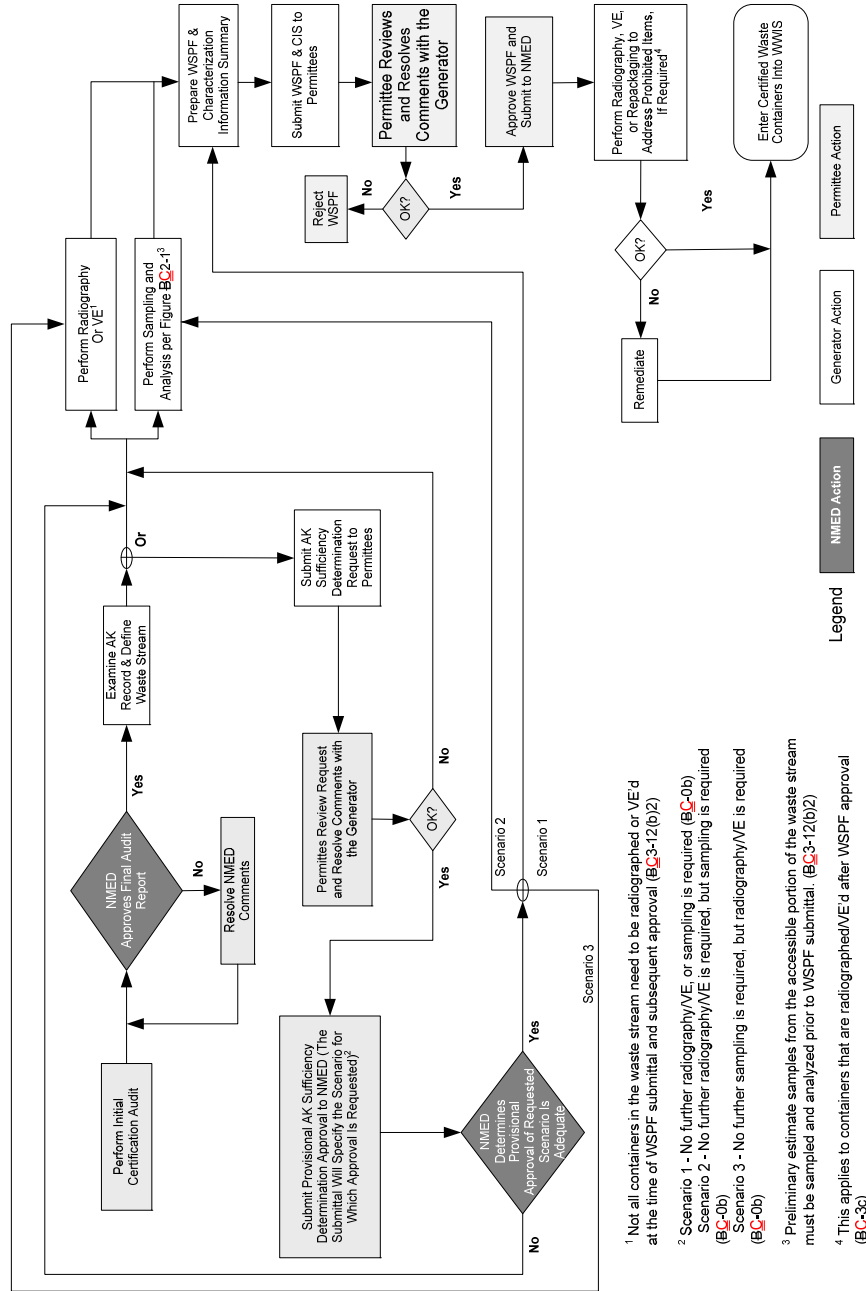 Perform Initial
Certification Audit
NMED
Approves Final Audit
Report
No
Resolve NMED
Comments
Yes
Examine AK
Record & Define
Waste Stream
Or
Submit AK
Sufficiency
Determination
Request to
Permittees
Permittes Review Request
and Resolve Comments with
the Generator
OK?
No
Yes
Submit Provisional AK Sufficiency
Determination Approval to NMED (The
Submittal Will Specify the Scenario for
Which Approval Is Requested)2
NMED
Determines
Provisional
Approval of Requested
Scenario Is
Adequate
No
Yes
Scenario 2
Scenario 1
Scenario 3
Perform Radiography
Or VE1
Perform Sampling and
Analysis per Figure BC2-13
Prepare WSPF &
Characterization
Information Summary
Submit WSPF & CIS to
Permittees
Permittee Reviews
and Resolves
Comments with the
Generator
OK?
No
Reject
WSPF
Yes
Approve WSPF and
Submit to NMED
Perform Radiography, VE,
or Repackaging to
Address Prohibited Items,
If Required4
OK?
Yes
No
Remediate
Enter Certified Waste
Containers Into WWIS
1 Not all containers in the waste stream need to be radiographed or VE'd
at the time of WSPF submittal and subsequent approval (BC3-12(b)2)
2 Scenario 1 - No further radiography/VE, or sampling is required (BC-0b)
Scenario 2 - No further radiography/VE is required, but sampling is required
(BC-0b)
Scenario 3 - No further sampling is required, but radiography/VE is required
(BC-0b)
3 Preliminary estimate samples from the accessible portion of the waste stream
must be sampled and analyzed prior to WSPF submittal. (BC3-12(b)2)
4 This applies to containers that are radiographed/VE'd after WSPF approval
(BC-3c)
Legend
NMED Action
Generator Action
Permittee Action